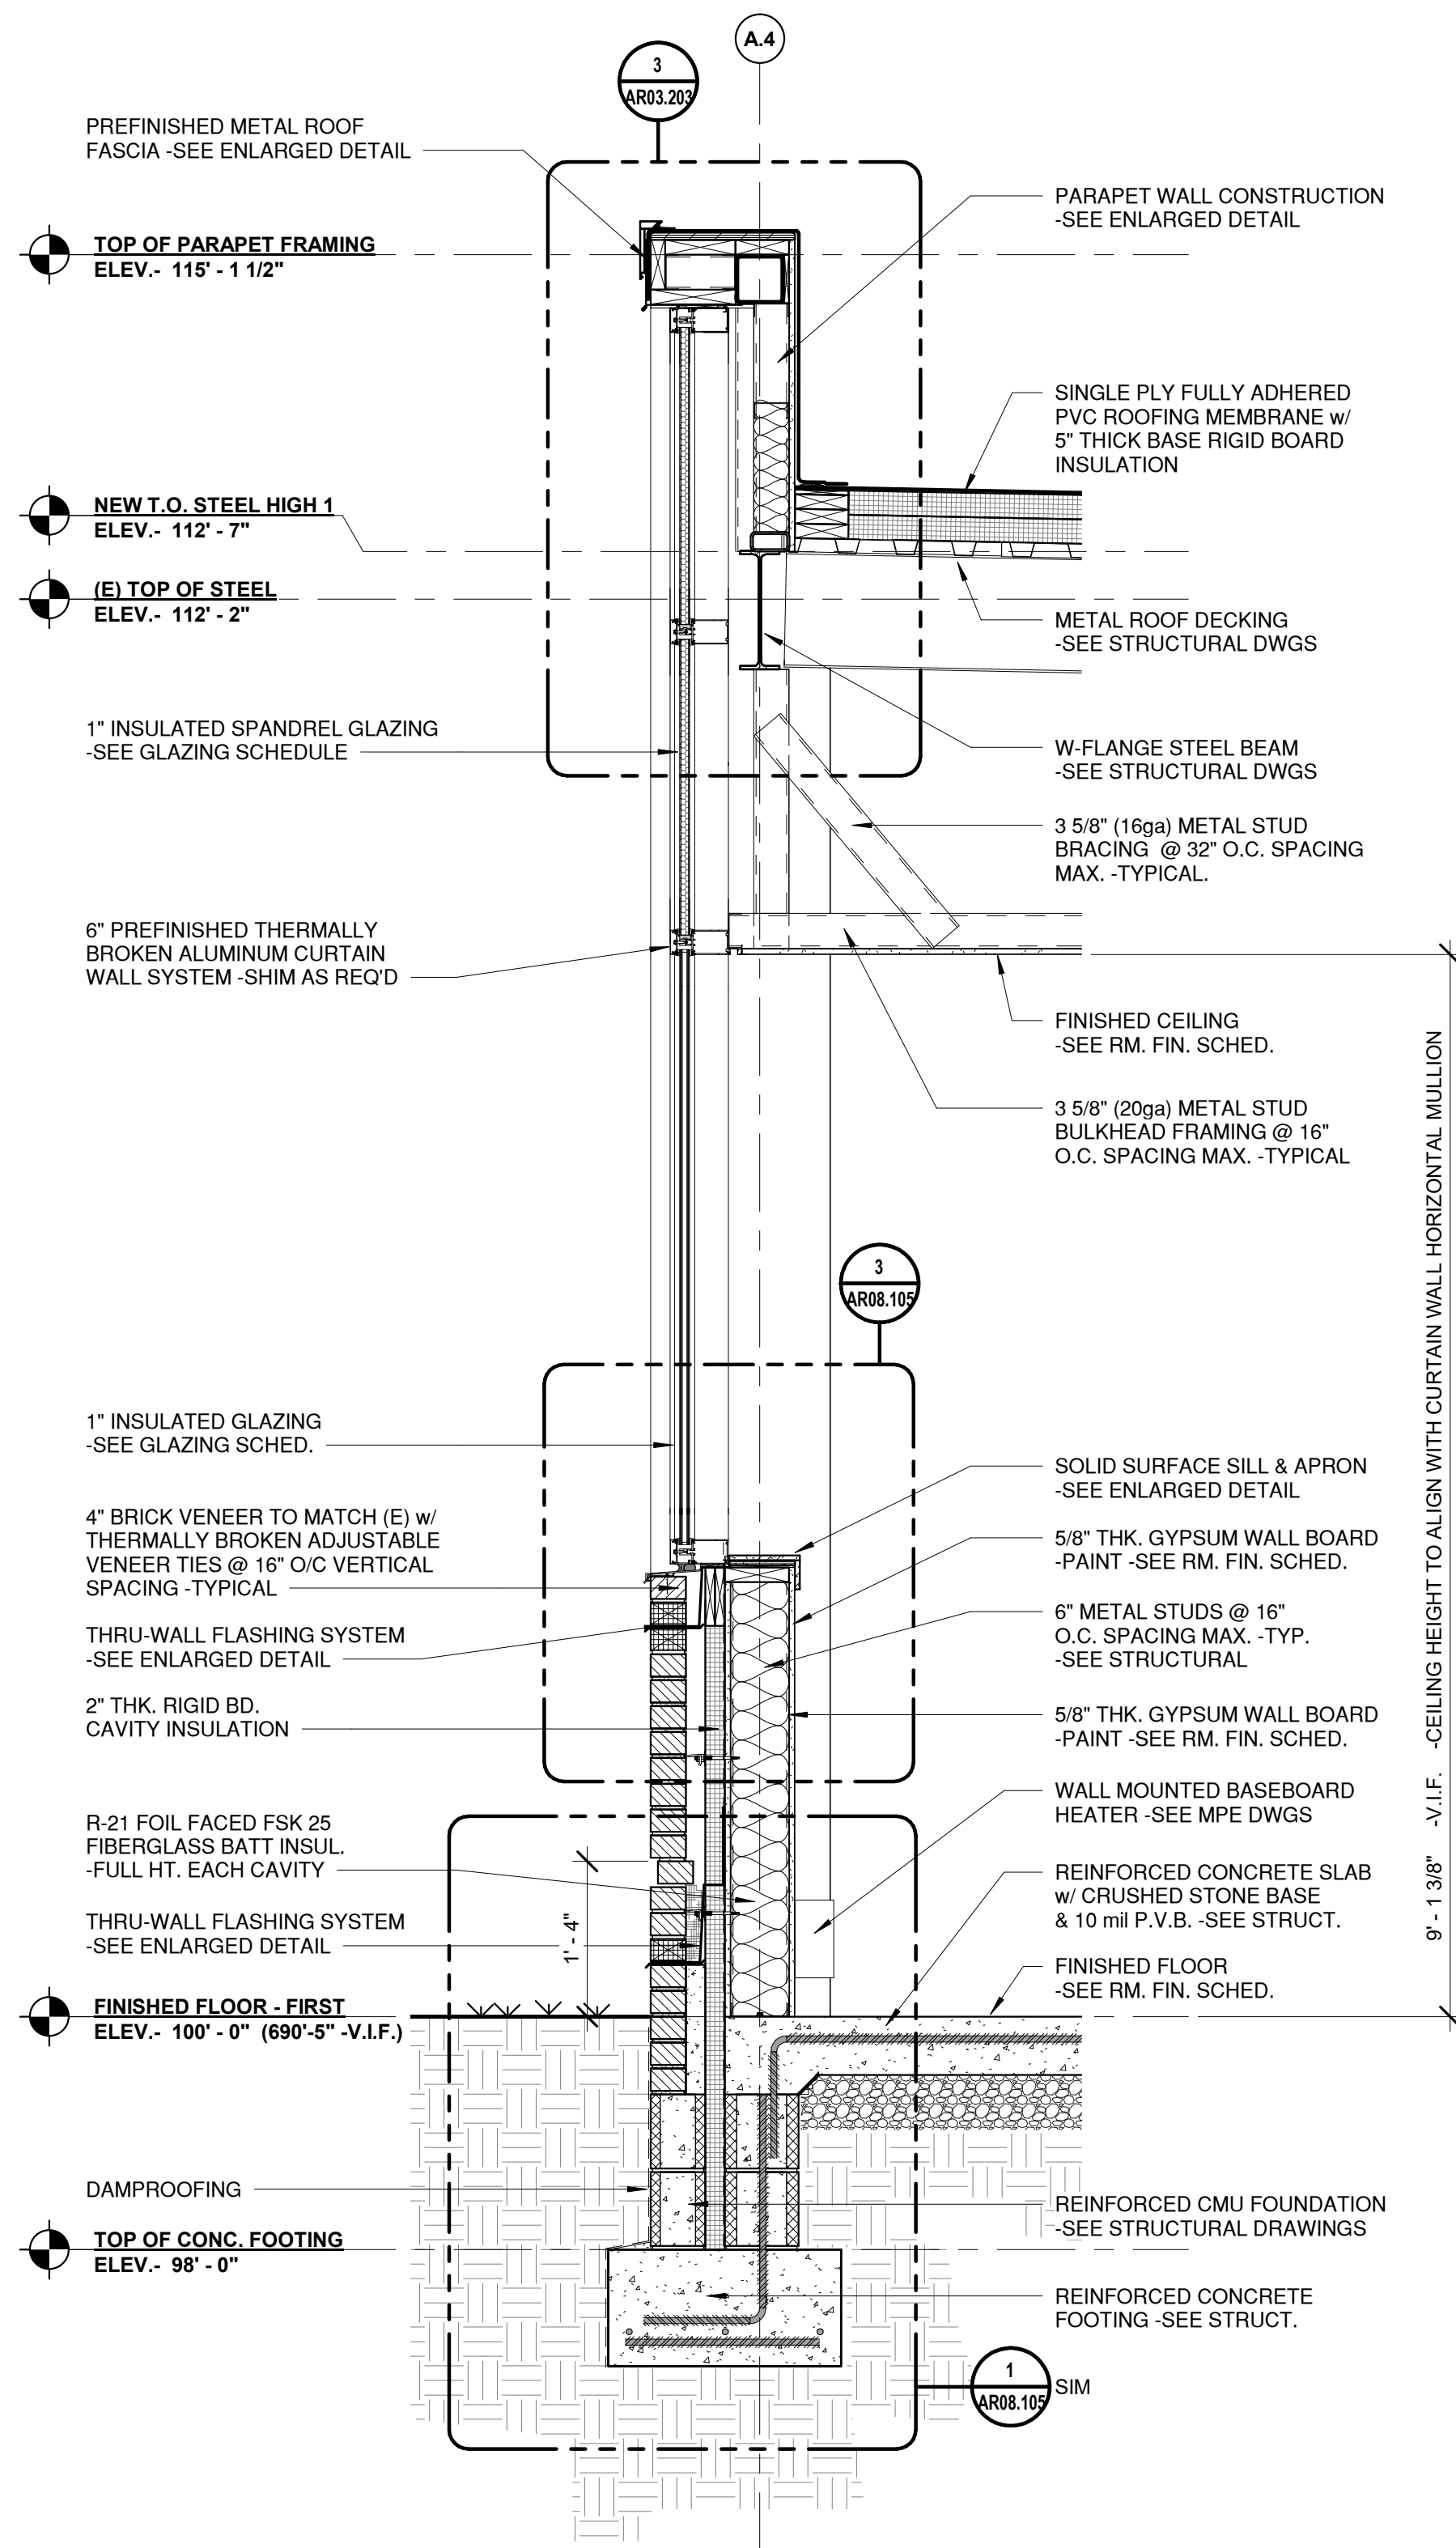 A.4
3
AR03.203
PREFINISHED METAL ROOF
FASCIA -SEE ENLARGED DETAIL
PARAPET WALL CONSTRUCTION
-SEE ENLARGED DETAIL
TOP OF PARAPET FRAMING
ELEV.- 115' - 1 1/2"
SINGLE PLY FULLY ADHERED
PVC ROOFING MEMBRANE w/
5" THICK BASE RIGID BOARD
INSULATION
NEW T.O. STEEL HIGH 1
ELEV.- 112' - 7"
(E) TOP OF STEEL
ELEV.- 112' - 2"
METAL ROOF DECKING
-SEE STRUCTURAL DWGS
1" INSULATED SPANDREL GLAZING
-SEE GLAZING SCHEDULE
W-FLANGE STEEL BEAM
-SEE STRUCTURAL DWGS
3 5/8" (16ga) METAL STUD
BRACING @ 32" O.C. SPACING
MAX. -TYPICAL.
6" PREFINISHED THERMALLY
BROKEN ALUMINUM CURTAIN
WALL SYSTEM -SHIM AS REQ'D
FINISHED CEILING
-SEE RM. FIN. SCHED.
3 5/8" (20ga) METAL STUD
BULKHEAD FRAMING @ 16"
O.C. SPACING MAX. -TYPICAL
9' - 1 3/8" -V.I.F. -CEILING HEIGHT TO ALIGN WITH CURTAIN WALL HORIZONTAL MULLION
3
AR08.105
1" INSULATED GLAZING
-SEE GLAZING SCHED.
SOLID SURFACE SILL & APRON
-SEE ENLARGED DETAIL
4" BRICK VENEER TO MATCH (E) w/
THERMALLY BROKEN ADJUSTABLE
VENEER TIES @ 16" O/C VERTICAL
SPACING -TYPICAL
5/8" THK. GYPSUM WALL BOARD
-PAINT -SEE RM. FIN. SCHED.
6" METAL STUDS @ 16"
O.C. SPACING MAX. -TYP.
-SEE STRUCTURAL
THRU-WALL FLASHING SYSTEM
-SEE ENLARGED DETAIL
2" THK. RIGID BD.
CAVITY INSULATION
5/8" THK. GYPSUM WALL BOARD
-PAINT -SEE RM. FIN. SCHED.
WALL MOUNTED BASEBOARD
HEATER -SEE MPE DWGS
R-21 FOIL FACED FSK 25
FIBERGLASS BATT INSUL.
-FULL HT. EACH CAVITY
REINFORCED CONCRETE SLAB
w/ CRUSHED STONE BASE
& 10 mil P.V.B. -SEE STRUCT.
THRU-WALL FLASHING SYSTEM
-SEE ENLARGED DETAIL
1' - 4"
FINISHED FLOOR
-SEE RM. FIN. SCHED.
FINISHED FLOOR - FIRST
ELEV.- 100' - 0" (690'-5" -V.I.F.)
DAMPROOFING
REINFORCED CMU FOUNDATION
-SEE STRUCTURAL DRAWINGS
TOP OF CONC. FOOTING
ELEV.- 98' - 0"
REINFORCED CONCRETE
FOOTING -SEE STRUCT.
1
AR08.105
SIM